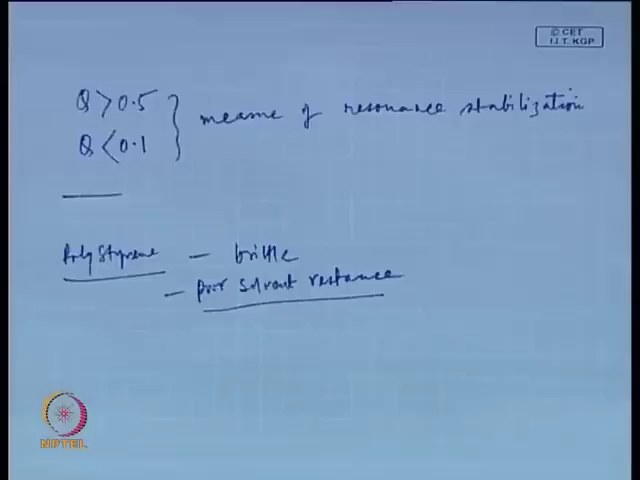 © CET
I.I.T. KGP
Q > 0.5
Q < 0.1
measure of resonance stabilization
Polystyrene – brittle
– poor solvent resistance
NPTEL